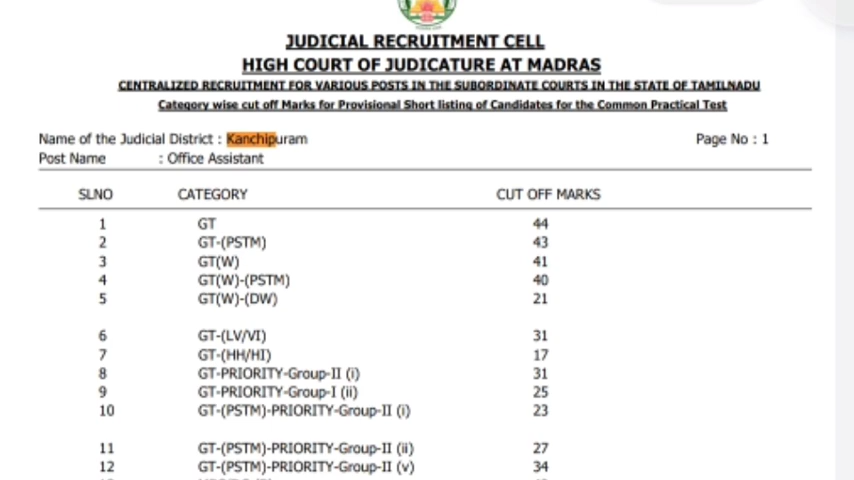 JUDICIAL RECRUITMENT CELL
HIGH COURT OF JUDICATURE AT MADRAS
CENTRALIZED RECRUITMENT FOR VARIOUS POSTS IN THE SUBORDINATE COURTS IN THE STATE OF TAMILNADU
Category wise cut off Marks for Provisional Short listing of Candidates for the Common Practical Test
Name of the Judicial District : Kanchipuram Page No : 1
Post Name : Office Assistant
SLNO CATEGORY CUT OFF MARKS
1 GT 44
2 GT-(PSTM) 43
3 GT(W) 41
4 GT(W)-(PSTM) 40
5 GT(W)-(DW) 21
6 GT-(LV/VI) 31
7 GT-(HH/HI) 17
8 GT-PRIORITY-Group-II (i) 31
9 GT-PRIORITY-Group-I (ii) 25
10 GT-(PSTM)-PRIORITY-Group-II (i) 23
11 GT-(PSTM)-PRIORITY-Group-II (ii) 27
12 GT-(PSTM)-PRIORITY-Group-II (v) 34